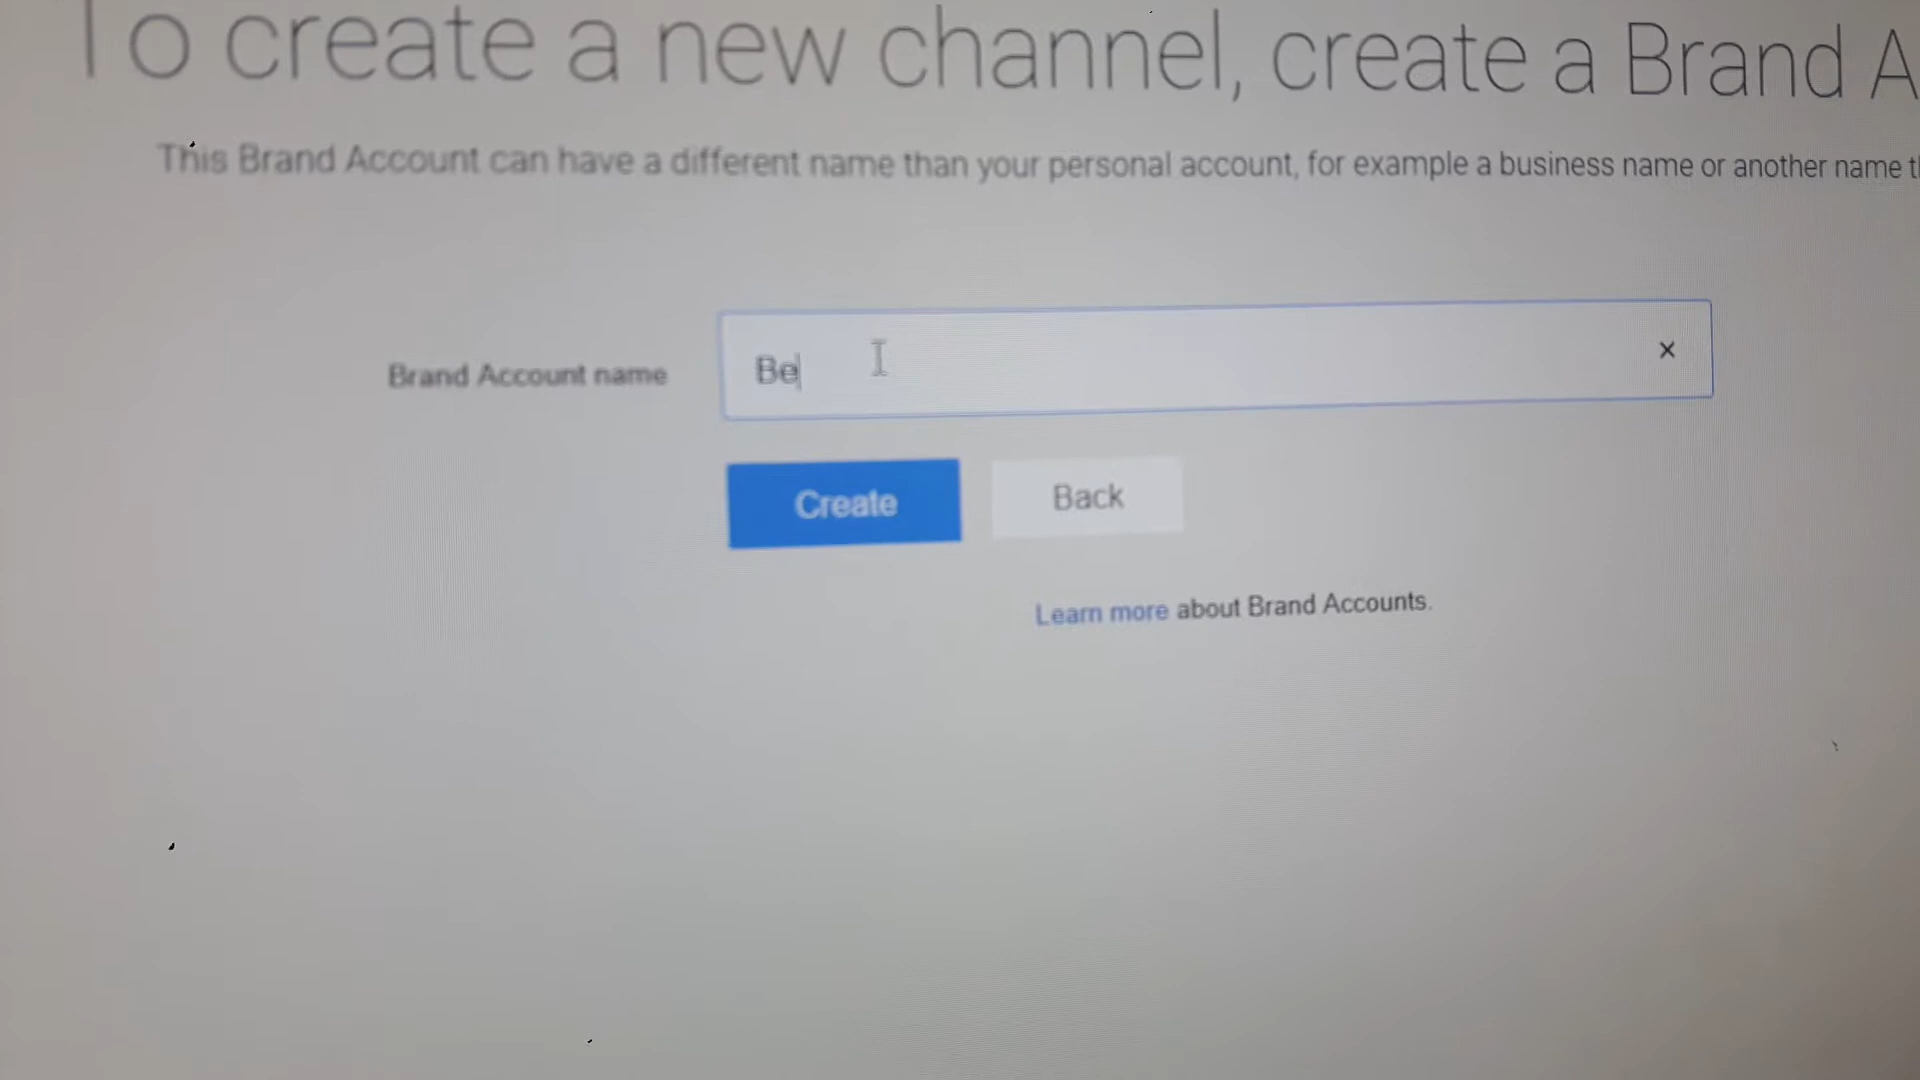 To create a new channel, create a Brand A
This Brand Account can have a different name than your personal account, for example a business name or another name
Brand Account name
Be
×
Create
Back
Learn more about Brand Accounts.